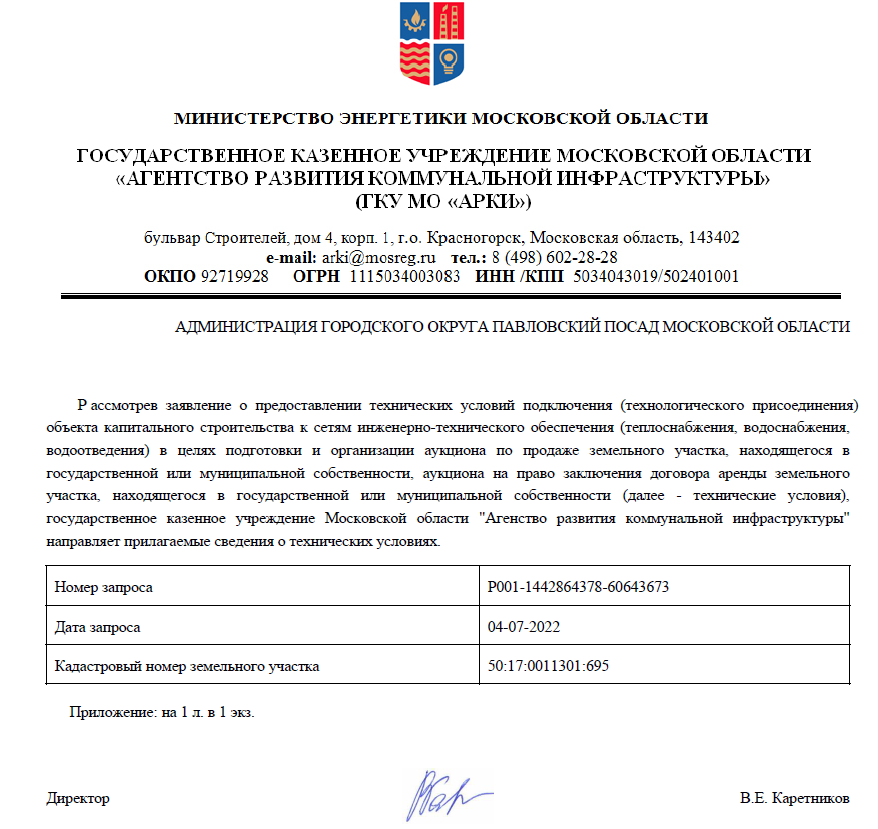 МИНИСТЕРСТВО ЭНЕРГЕТИКИ МОСКОВСКОЙ ОБЛАСТИ
ГОСУДАРСТВЕННОЕ КАЗЕННОЕ УЧРЕЖДЕНИЕ МОСКОВСКОЙ ОБЛАСТИ
«АГЕНТСТВО РАЗВИТИЯ КОММУНАЛЬНОЙ ИНФРАСТРУКТУРЫ»
(ГКУ МО «АРКИ»)
бульвар Строителей, дом 4, корп. 1, г.о. Красногорск, Московская область, 143402
e-mail: arki@mosreg.ru тел.: 8 (498) 602-28-28
ОКПО 92719928 ОГРН 1115034003083 ИНН /КПП 5034043019/502401001
АДМИНИСТРАЦИЯ ГОРОДСКОГО ОКРУГА ПАВЛОВСКИЙ ПОСАД МОСКОВСКОЙ ОБЛАСТИ
Р ассмотрев заявление о предоставлении технических условий подключения (технологического присоединения)
объекта капитального строительства к сетям инженерно-технического обеспечения (теплоснабжения, водоснабжения,
водоотведения) в целях подготовки и организации аукциона по продаже земельного участка, находящегося в
государственной или муниципальной собственности, аукциона на право заключения договора аренды земельного
участка, находящегося в государственной или муниципальной собственности (далее - технические условия),
государственное казенное учреждение Московской области "Агенство развития коммунальной инфраструктуры"
направляет прилагаемые сведения о технических условиях.
Номер запроса P001-1442864378-60643673
Дата запроса 04-07-2022
Кадастровый номер земельного участка 50:17:0011301:695
Приложение: на 1 л. в 1 экз.
Директор В.Е. Каретников